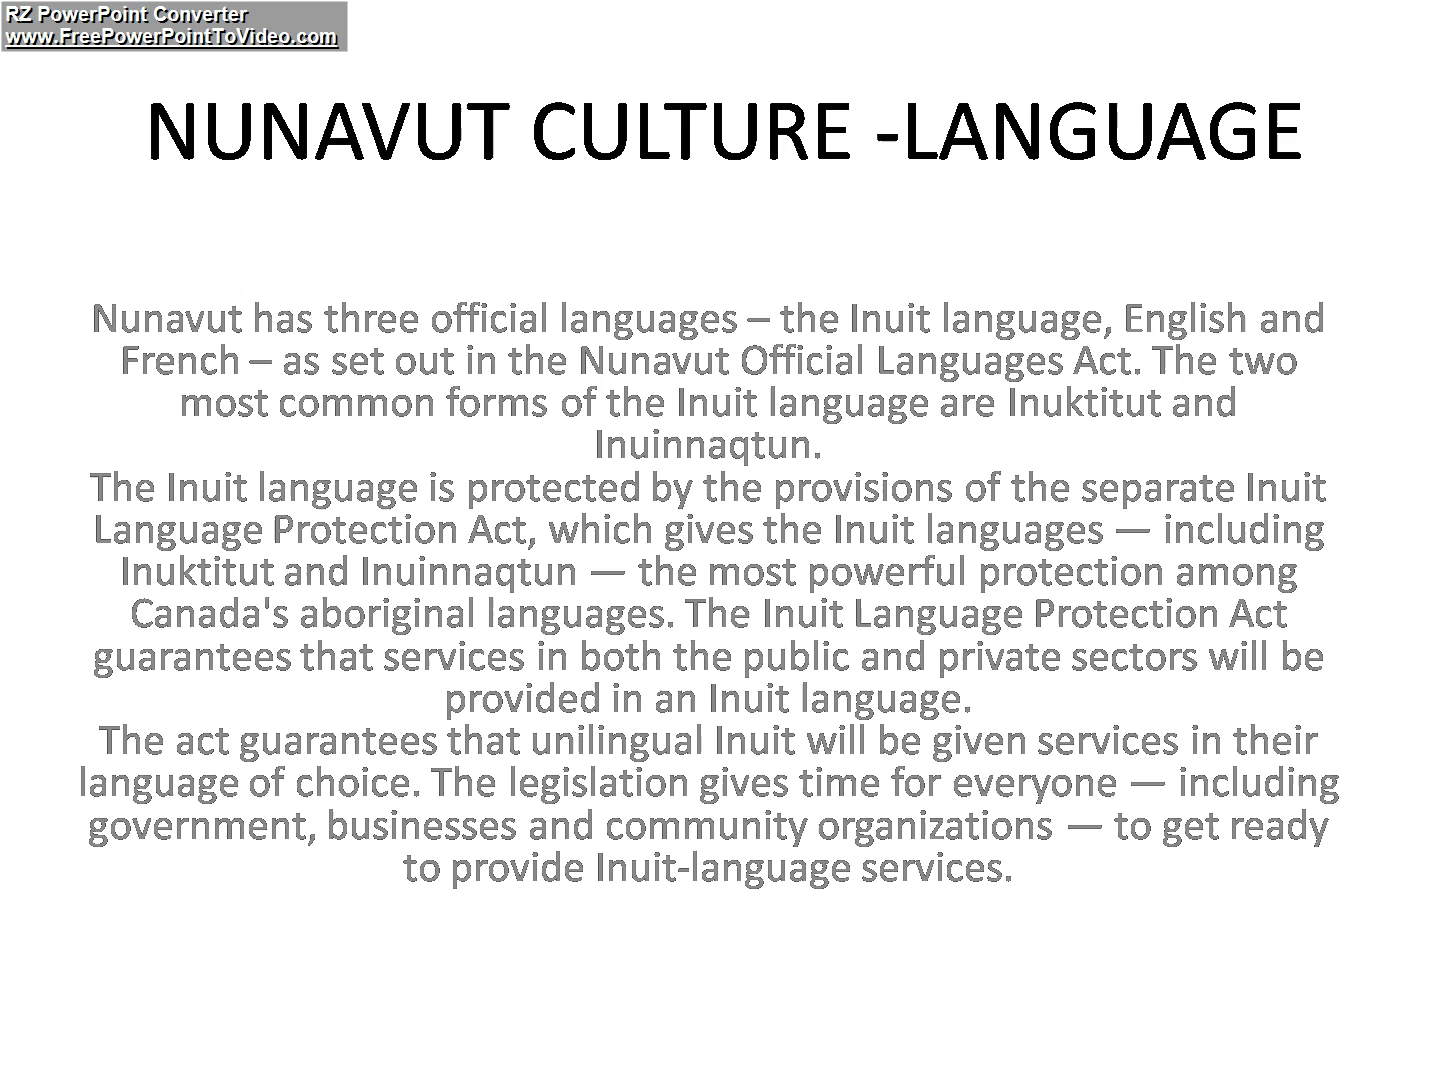 RZ PowerPoint Converter
www.FreePowerPointToVideo.com
NUNAVUT CULTURE -LANGUAGE
Nunavut has three official languages – the Inuit language, English and
French – as set out in the Nunavut Official Languages Act. The two
most common forms of the Inuit language are Inuktitut and
Inuinnaqtun.
The Inuit language is protected by the provisions of the separate Inuit
Language Protection Act, which gives the Inuit languages — including
Inuktitut and Inuinnaqtun — the most powerful protection among
Canada's aboriginal languages. The Inuit Language Protection Act
guarantees that services in both the public and private sectors will be
provided in an Inuit language.
The act guarantees that unilingual Inuit will be given services in their
language of choice. The legislation gives time for everyone — including
government, businesses and community organizations — to get ready
to provide Inuit-language services.